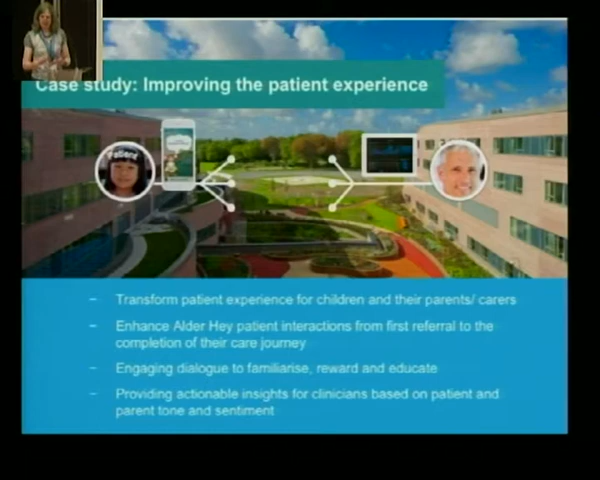 Case study: Improving the patient experience
Patient
– Transform patient experience for children and their parents/ carers
– Enhance Alder Hey patient interactions from first referral to the
completion of their care journey
– Engaging dialogue to familiarise, reward and educate
– Providing actionable insights for clinicians based on patient and
parent tone and sentiment